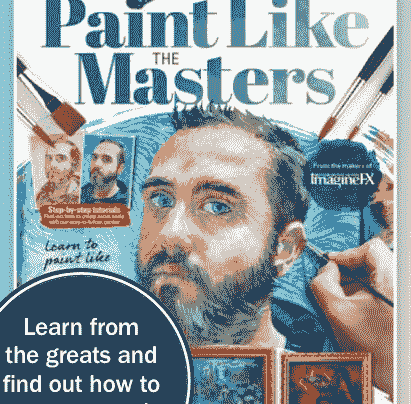 Paint Like
THE
Masters
From the makers of
ImagineFX
Step-by-step tutorials
learn to
paint like
Learn from
the greats and
find out how to